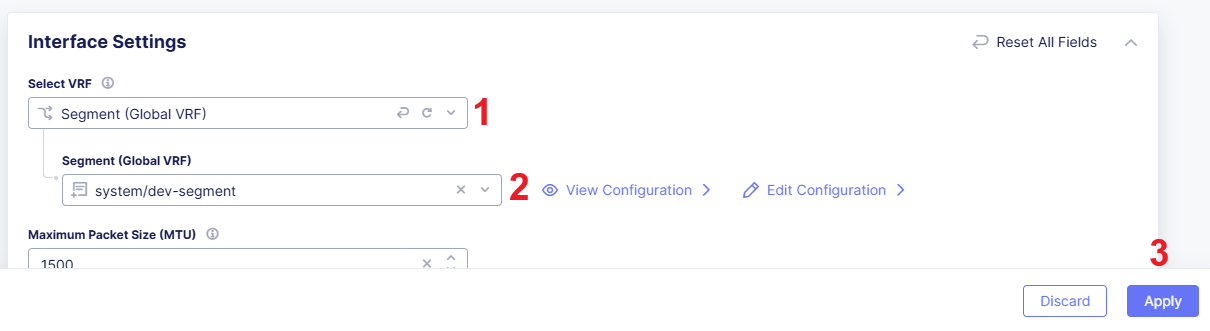 Interface Settings
Reset All Fields
Select VRF
Segment (Global VRF)
1
Segment (Global VRF)
system/dev-segment
2
View Configuration
Edit Configuration
Maximum Packet Size (MTU)
1500
3
Discard
Apply